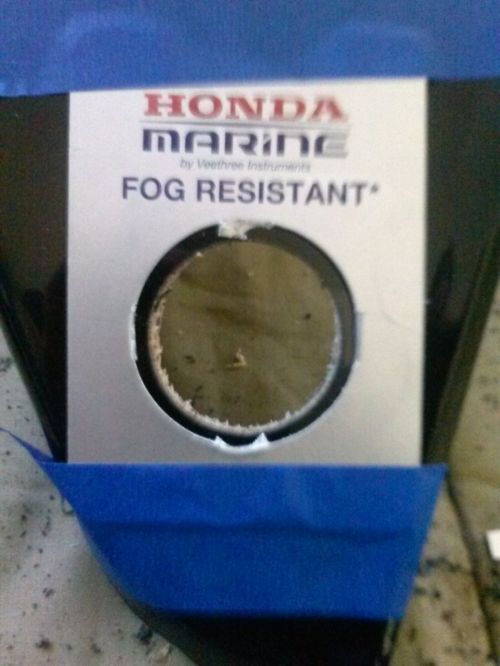 HONDA
MARINE
by Veethree Instruments
FOG RESISTANT*